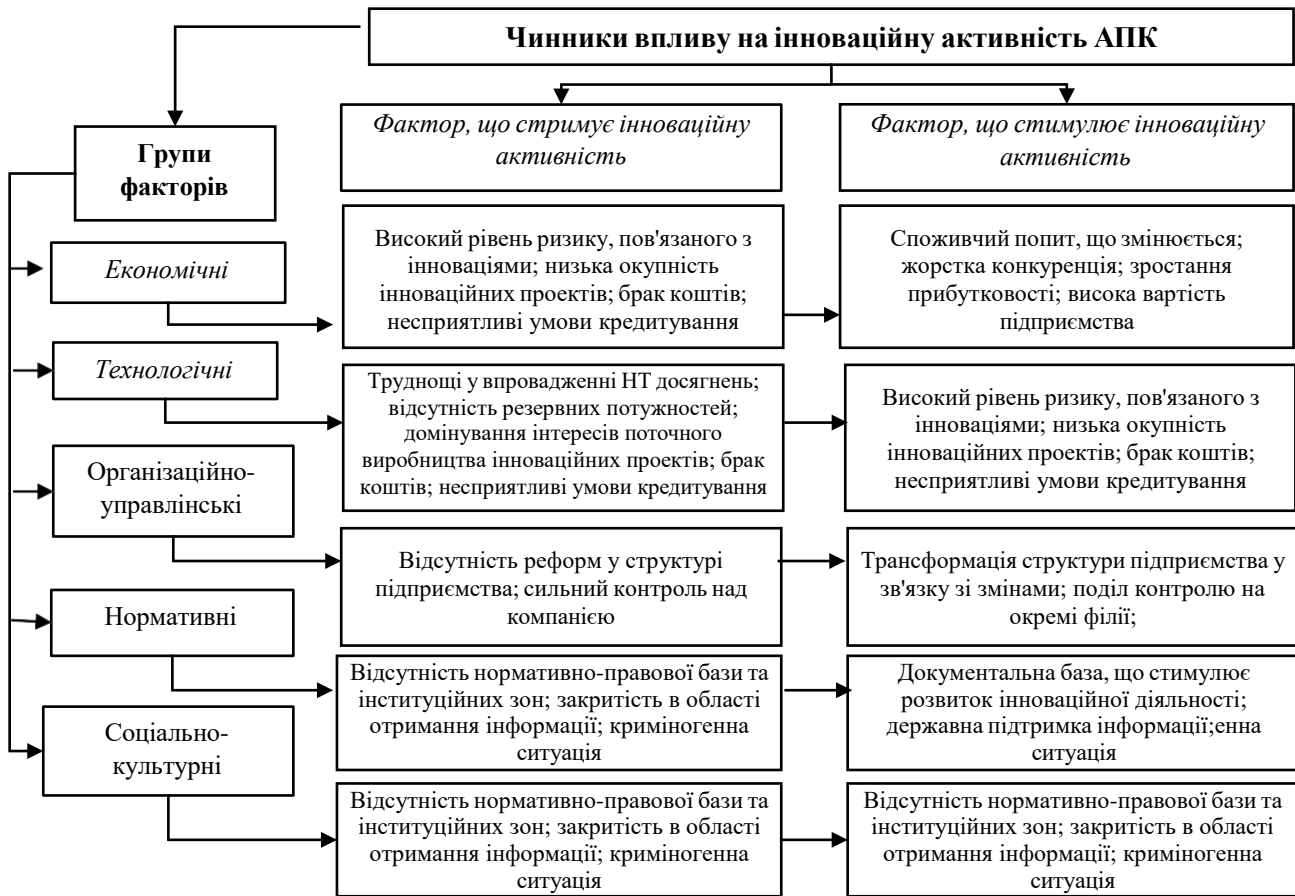 Чинники впливу на інноваційну активність АПК
Групи
факторів
Фактор, що стримує інноваційну
активність
Фактор, що стимулює інноваційну
активність
Економічні
Високий рівень ризику, пов'язаного з
інноваціями; низька окупність
інноваційних проектів; брак коштів;
несприятливі умови кредитування
Споживчий попит, що змінюється;
жорстка конкуренція; зростання
прибутковості; висока вартість
підприємства
Технологічні
Труднощі у впровадженні НТ досягнень;
відсутність резервних потужностей;
домінування інтересів поточного
виробництва інноваційних проектів; брак
коштів; несприятливі умови кредитування
Високий рівень ризику, пов'язаного з
інноваціями; низька окупність
інноваційних проектів; брак коштів;
несприятливі умови кредитування
Організаційно-
управлінські
Відсутність реформ у структурі
підприємства; сильний контроль над
компанією
Трансформація структури підприємства у
зв'язку зі змінами; поділ контролю на
окремі філії;
Нормативні
Відсутність нормативно-правової бази та
інституційних зон; закритість в області
отримання інформації; криміногенна
ситуація
Документальна база, що стимулює
розвиток інноваційної діяльності;
державна підтримка інформації;енна
ситуація
Соціально-
культурні
Відсутність нормативно-правової бази та
інституційних зон; закритість в області
отримання інформації; криміногенна
ситуація
Відсутність нормативно-правової бази та
інституційних зон; закритість в області
отримання інформації; криміногенна
ситуація